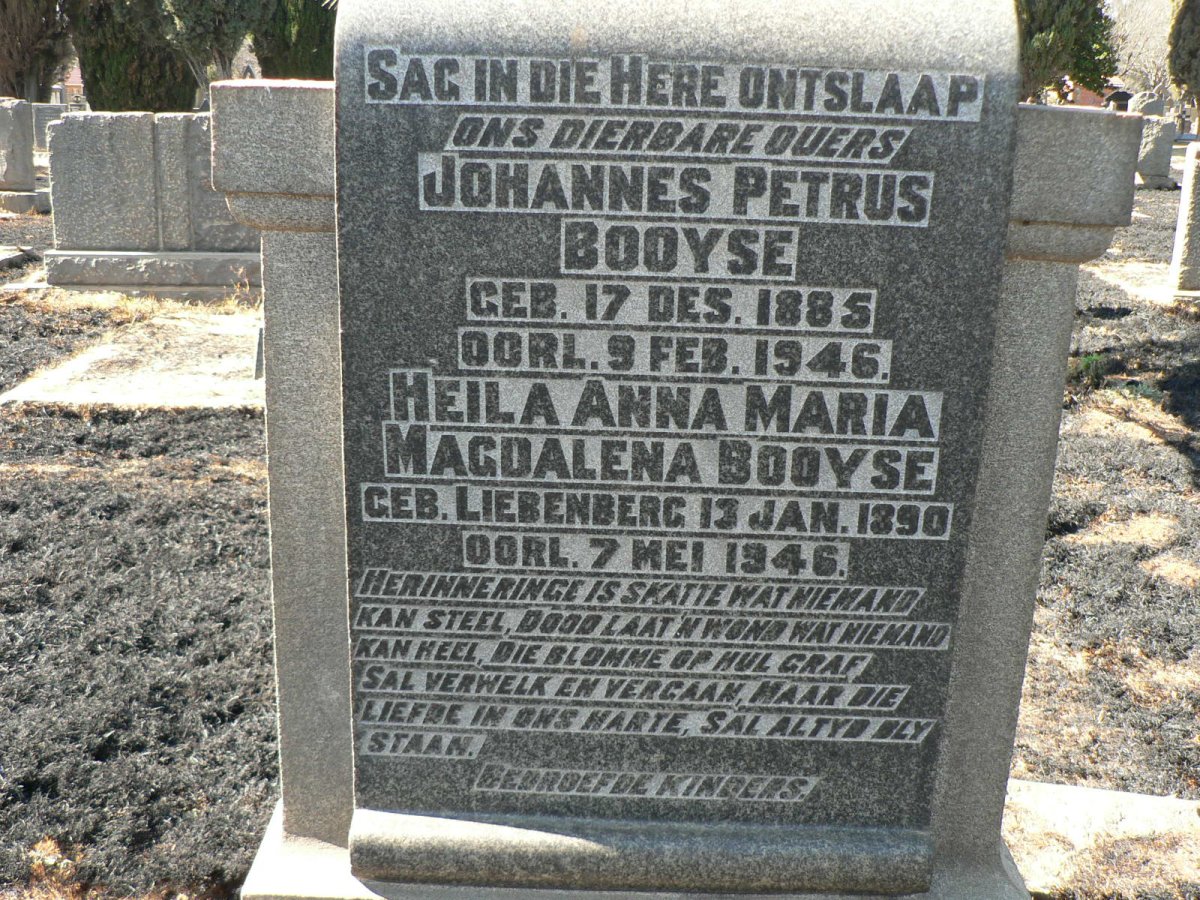 SAG IN DIE HERE ONTSLAAP
ONS DIERBARE OUERS
JOHANNES PETRUS
BOOYSE
GEB. 17 DES. 1885
OORL. 9 FEB. 1946.
HEILA ANNA MARIA
MAGDALENA BOOYSE
GEB. LIEBENBERG 13 JAN. 1890
OORL. 7 MEI 1946.
HERINNERINGE IS SKATTE WAT NIEMAND
KAN STEEL, DOOD LAAT 'N WOND WAT NIEMAND
KAN HEEL, DIE BLOMME OP HUL GRAF
SAL VERWELK EN VERGAAN, MAAR DIE
LIEFDE IN ONS HARTE, SAL ALTYD BLY
STAAN.
BEDROEFDE KINDERS